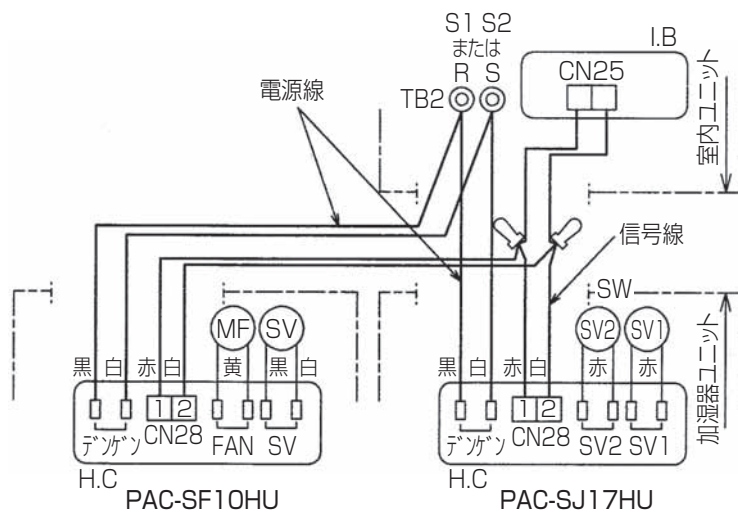 S1 S2
または
R S
TB2
電源線
I.B
CN25
室内ユニット
信号線
SW
加湿器ユニット
MF SV
黒 白 赤 白 黄 黒 白
1 2
デンゲン CN28 FAN SV
H.C
PAC-SF10HU
SV2 SV1
黒 白 赤 白 赤 赤
1 2
デンゲン CN28 SV2 SV1
H.C
PAC-SJ17HU